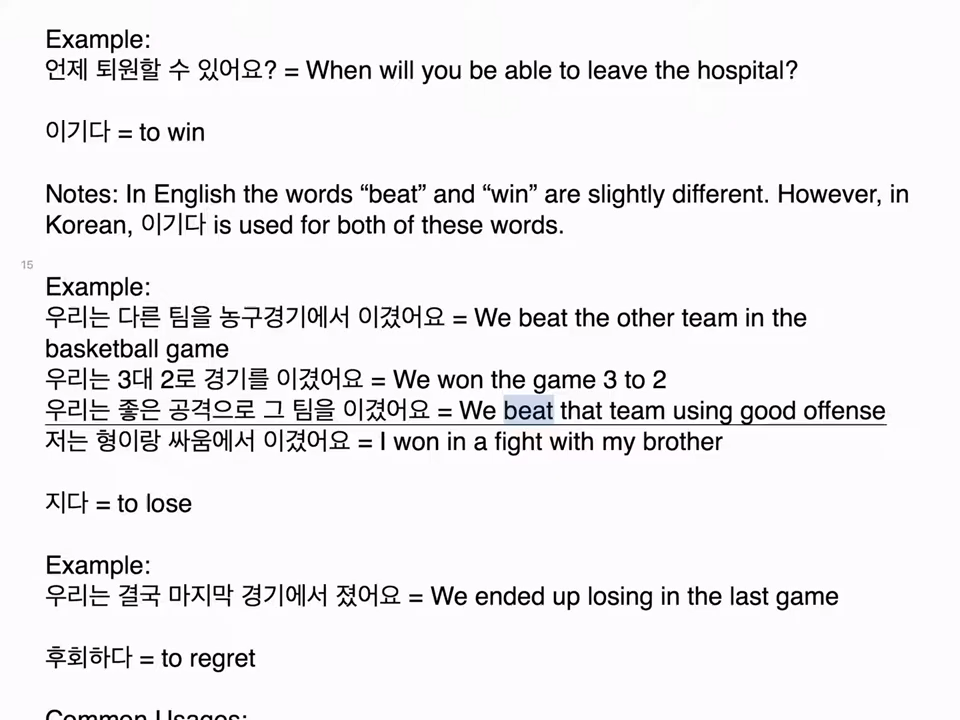 Example:
언제 퇴원할 수 있어요? = When will you be able to leave the hospital?
이기다 = to win
Notes: In English the words “beat” and “win” are slightly different. However, in
Korean, 이기다 is used for both of these words.
15
Example:
우리는 다른 팀을 농구경기에서 이겼어요 = We beat the other team in the
basketball game
우리는 3대 2로 경기를 이겼어요 = We won the game 3 to 2
우리는 좋은 공격으로 그 팀을 이겼어요 = We beat that team using good offense
저는 형이랑 싸움에서 이겼어요 = I won in a fight with my brother
지다 = to lose
Example:
우리는 결국 마지막 경기에서 졌어요 = We ended up losing in the last game
후회하다 = to regret
Common Usages: